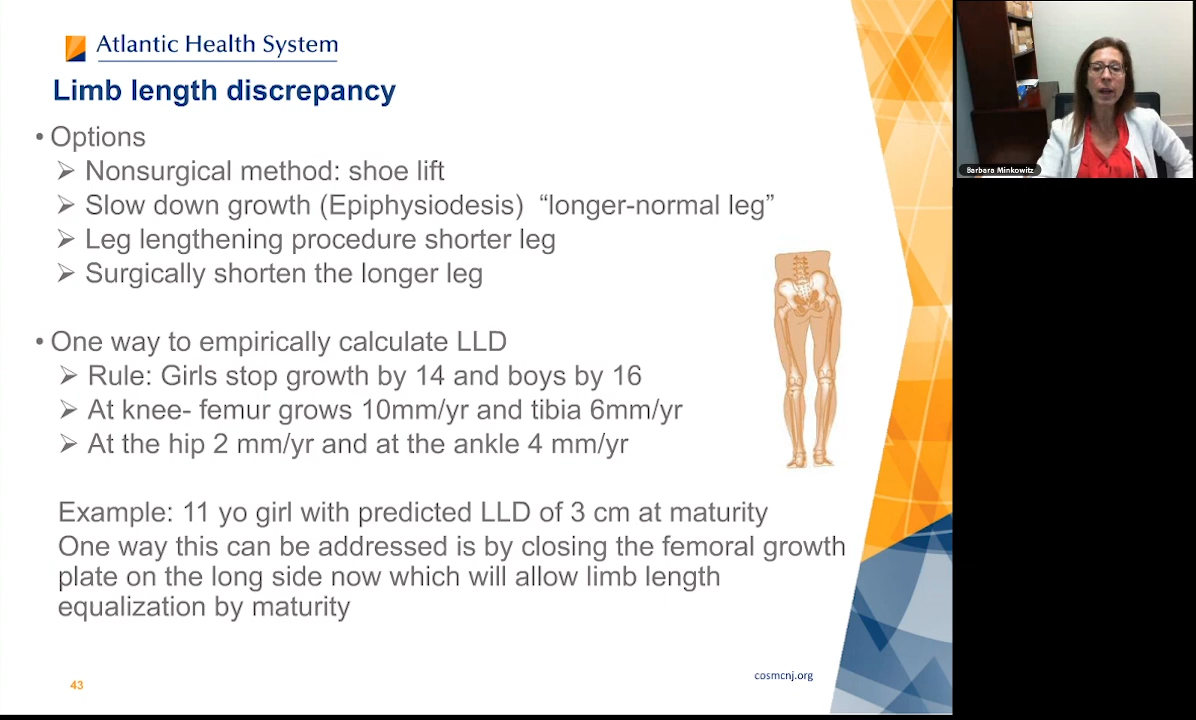 Atlantic Health System
Limb length discrepancy
• Options
➢ Nonsurgical method: shoe lift
➢ Slow down growth (Epiphysiodesis) “longer-normal leg”
➢ Leg lengthening procedure shorter leg
➢ Surgically shorten the longer leg
• One way to empirically calculate LLD
➢ Rule: Girls stop growth by 14 and boys by 16
➢ At knee- femur grows 10mm/yr and tibia 6mm/yr
➢ At the hip 2 mm/yr and at the ankle 4 mm/yr
Example: 11 yo girl with predicted LLD of 3 cm at maturity
One way this can be addressed is by closing the femoral growth
plate on the long side now which will allow limb length
equalization by maturity
43
cosmcnj.org
Barbara Minkowitz